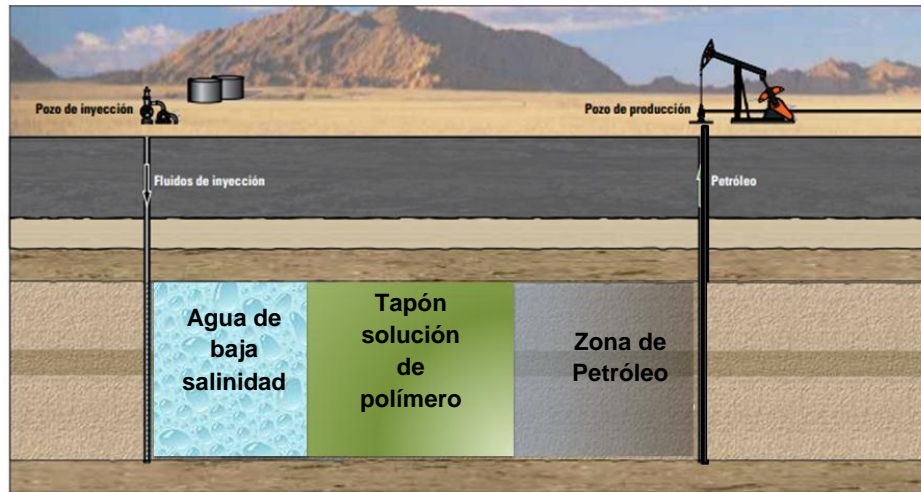 Pozo de inyección
Pozo de producción
Fluidos de inyección
Petróleo
Agua de
baja
salinidad
Tapón
solución
de
polímero
Zona de
Petróleo